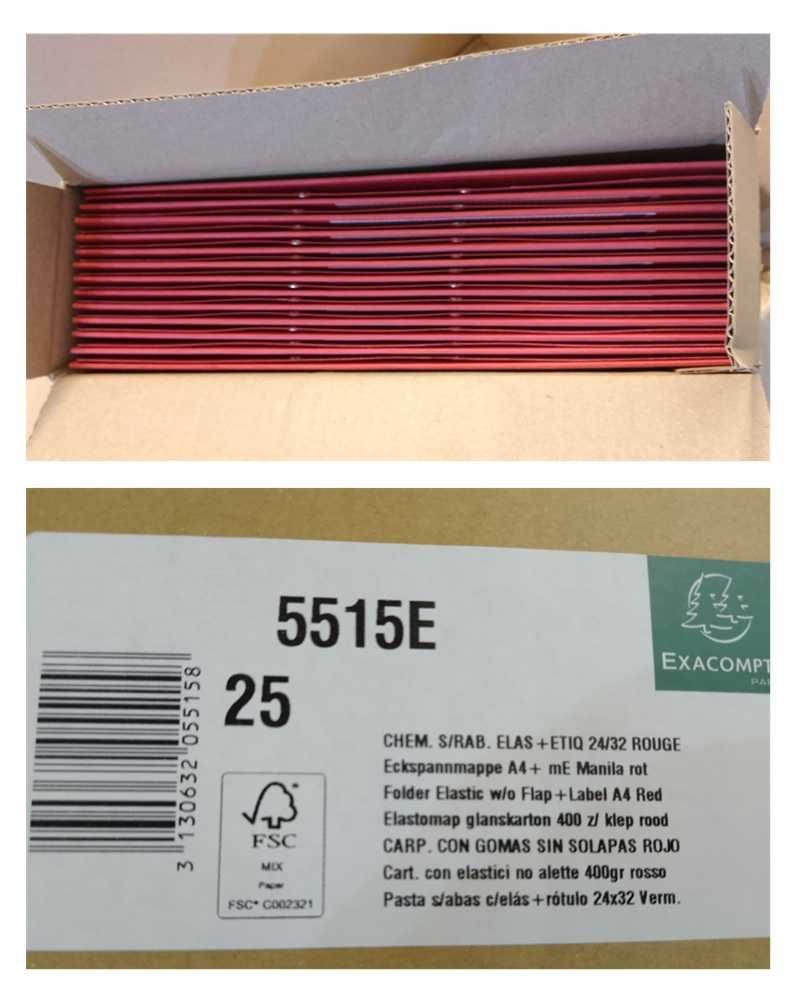 5515E
25
EXACOMPT
PA
3 130632 055158
FSC
MIX
Paper
FSC® C002321
CHEM. S/RAB. ELAS +ETIQ 24/32 ROUGE
Eckspannmappe A4+ mE Manila rot
Folder Elastic w/o Flap+Label A4 Red
Elastomap glanskarton 400 z/ klep rood
CARP. CON GOMAS SIN SOLAPAS ROJO
Cart. con elastici no alette 400gr rosso
Pasta s/abas c/elás+rótulo 24x32 Verm.